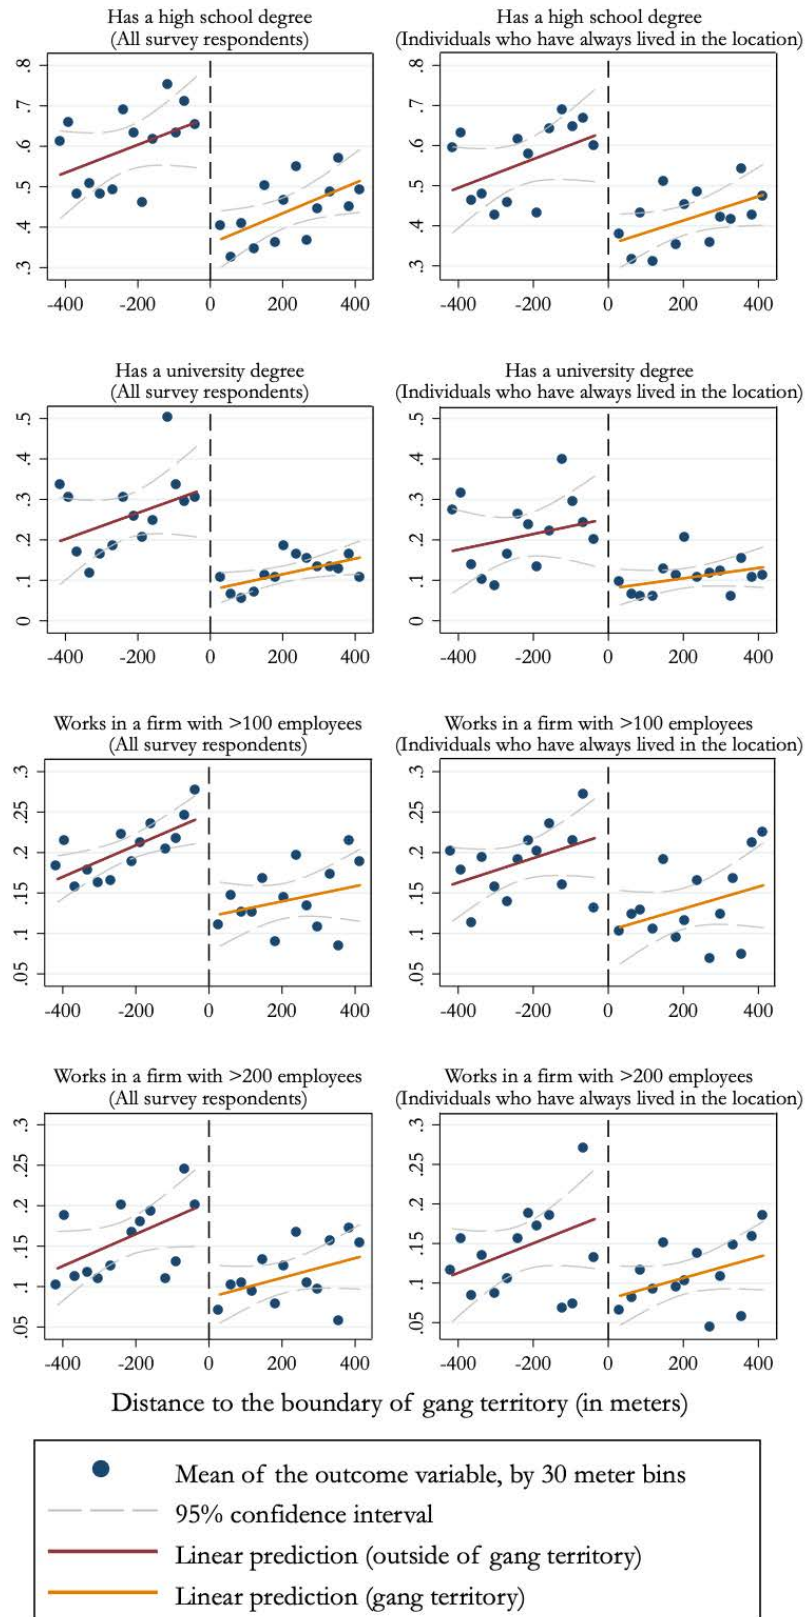 Has a high school degree
(All survey respondents)
.8
.7
.6
.5
.4
.3
-400 -200 0 200 400
Has a high school degree
(Individuals who have always lived in the location)
.8
.7
.6
.5
.4
.3
-400 -200 0 200 400
Has a university degree
(All survey respondents)
.5
.4
.3
.2
.1
0
-400 -200 0 200 400
Has a university degree
(Individuals who have always lived in the location)
.5
.4
.3
.2
.1
0
-400 -200 0 200 400
Works in a firm with >100 employees
(All survey respondents)
.3
.25
.2
.15
.1
.05
-400 -200 0 200 400
Works in a firm with >100 employees
(Individuals who have always lived in the location)
.3
.25
.2
.15
.1
.05
-400 -200 0 200 400
Works in a firm with >200 employees
(All survey respondents)
.3
.25
.2
.15
.1
.05
-400 -200 0 200 400
Works in a firm with >200 employees
(Individuals who have always lived in the location)
.3
.25
.2
.15
.1
.05
-400 -200 0 200 400
Distance to the boundary of gang territory (in meters)
Mean of the outcome variable, by 30 meter bins
95% confidence interval
Linear prediction (outside of gang territory)
Linear prediction (gang territory)